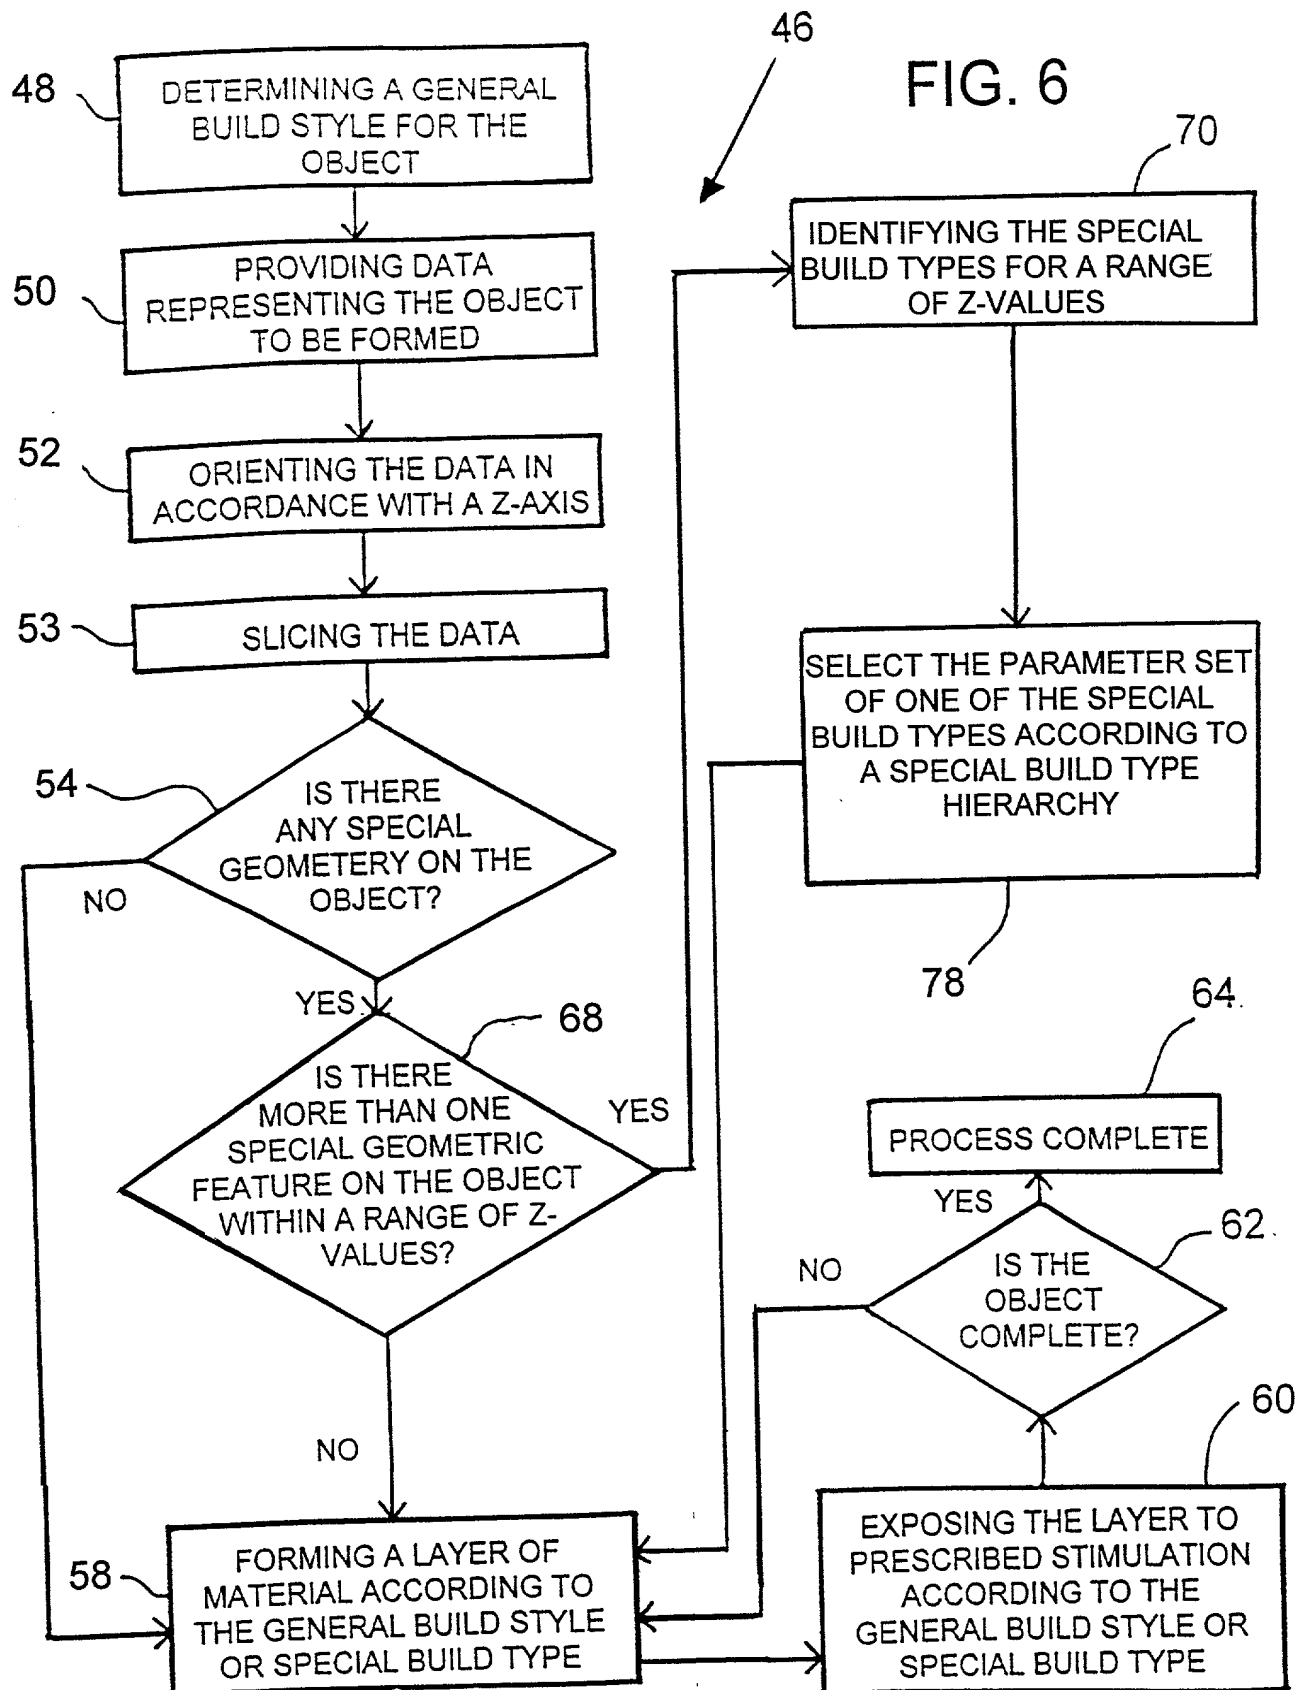 46
FIG. 6
48
DETERMINING A GENERAL
BUILD STYLE FOR THE
OBJECT
50
PROVIDING DATA
REPRESENTING THE OBJECT
TO BE FORMED
52
ORIENTING THE DATA IN
ACCORDANCE WITH A Z-AXIS
53
SLICING THE DATA
54
IS THERE
ANY SPECIAL
GEOMETERY ON THE
OBJECT?
NO
YES
68
IS THERE
MORE THAN ONE
SPECIAL GEOMETRIC
FEATURE ON THE OBJECT
WITHIN A RANGE OF Z-
VALUES?
YES
NO
70
IDENTIFYING THE SPECIAL
BUILD TYPES FOR A RANGE
OF Z-VALUES
SELECT THE PARAMETER SET
OF ONE OF THE SPECIAL
BUILD TYPES ACCORDING TO
A SPECIAL BUILD TYPE
HIERARCHY
78
58
FORMING A LAYER OF
MATERIAL ACCORDING TO
THE GENERAL BUILD STYLE
OR SPECIAL BUILD TYPE
60
EXPOSING THE LAYER TO
PRESCRIBED STIMULATION
ACCORDING TO THE
GENERAL BUILD STYLE OR
SPECIAL BUILD TYPE
62.
IS THE
OBJECT
COMPLETE?
NO
YES
64.
PROCESS COMPLETE